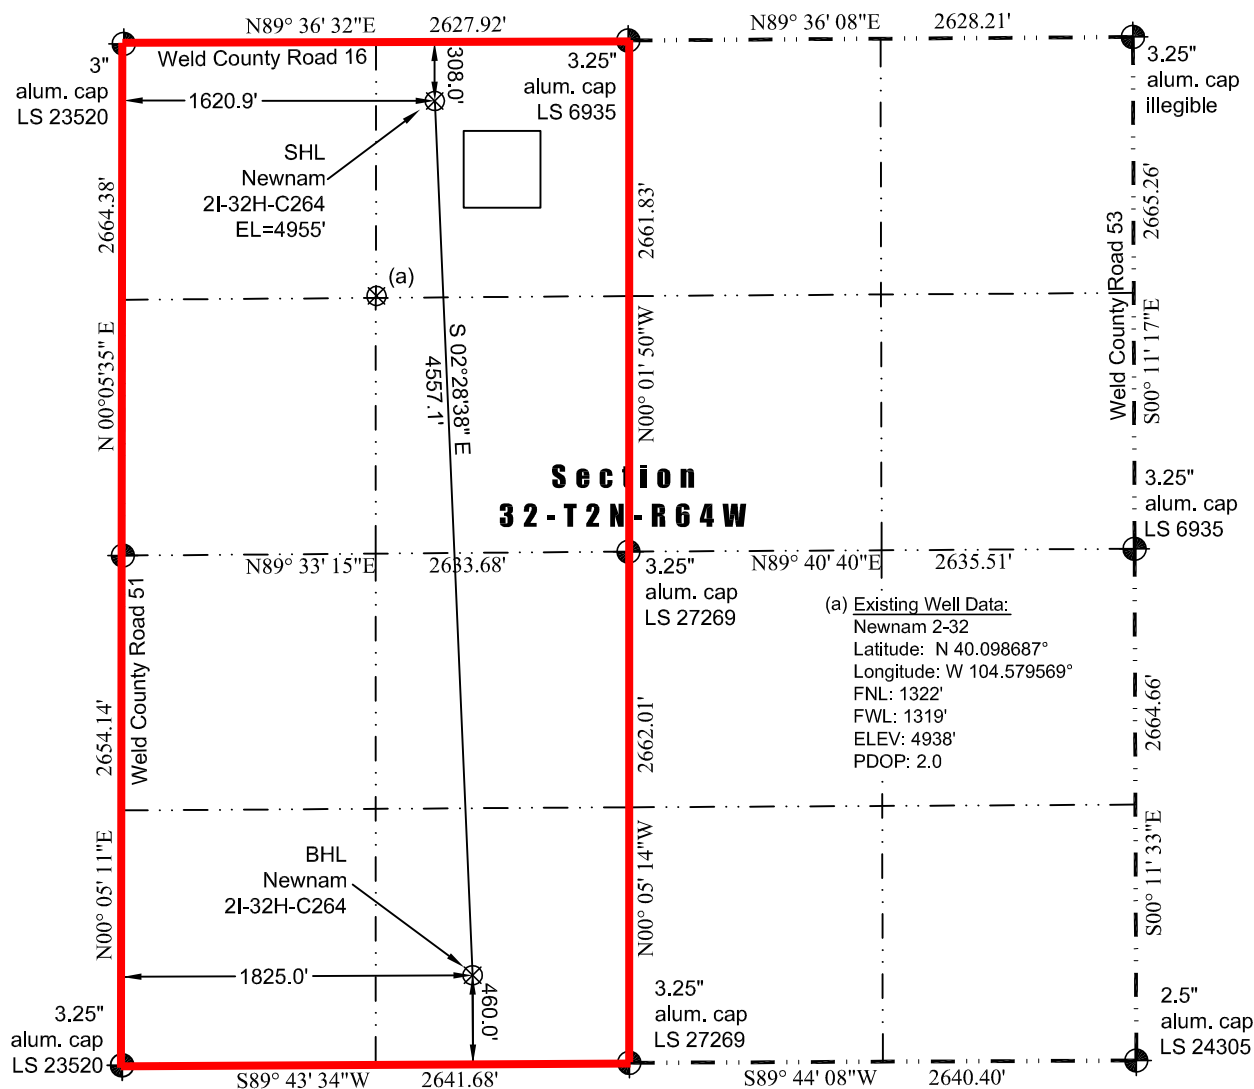 N89° 36' 32"E
2627.92'
N89° 36' 08"E
2628.21'
Weld County Road 16
3"
alum. cap
LS 23520
1620.9'
308.0'
3.25"
alum. cap
LS 6935
3.25"
alum. cap
illegible
SHL
Newnam
2I-32H-C264
EL=4955'
2664.38'
2661.83'
2665.26'
Weld County Road 53
(a)
N 00°05'35" E
S 02°28'38" E
4557.1'
N00° 01' 50"W
S00° 11' 17"E
Section
32-T2N-R64W
3.25"
alum. cap
LS 6935
N89° 33' 15"E
2633.68'
3.25"
alum. cap
LS 27269
N89° 40' 40"E
2635.51'
Weld County Road 51
(a) Existing Well Data:
Newnam 2-32
Latitude: N 40.098687°
Longitude: W 104.579569°
FNL: 1322'
FWL: 1319'
ELEV: 4938'
PDOP: 2.0
2654.14'
2662.01'
2664.66'
BHL
Newnam
2I-32H-C264
N00° 05' 11"E
N00° 05' 14"W
S00° 11' 33"E
1825.0'
460.0'
3.25"
alum. cap
LS 23520
3.25"
alum. cap
LS 27269
2.5"
alum. cap
LS 24305
S89° 43' 34"W
2641.68'
S89° 44' 08"W
2640.40'